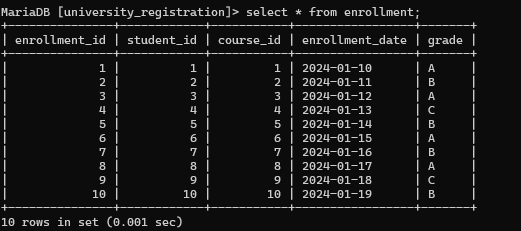 MariaDB [university_registration]> select * from enrollment;
+---------------+------------+-----------+-----------------+-------+
| enrollment_id | student_id | course_id | enrollment_date | grade |
+---------------+------------+-----------+-----------------+-------+
|             1 |          1 |         1 | 2024-01-10      | A     |
|             2 |          2 |         2 | 2024-01-11      | B     |
|             3 |          3 |         3 | 2024-01-12      | A     |
|             4 |          4 |         4 | 2024-01-13      | C     |
|             5 |          5 |         5 | 2024-01-14      | B     |
|             6 |          6 |         6 | 2024-01-15      | A     |
|             7 |          7 |         7 | 2024-01-16      | B     |
|             8 |          8 |         8 | 2024-01-17      | A     |
|             9 |          9 |         9 | 2024-01-18      | C     |
|            10 |         10 |        10 | 2024-01-19      | B     |
+---------------+------------+-----------+-----------------+-------+
10 rows in set (0.001 sec)